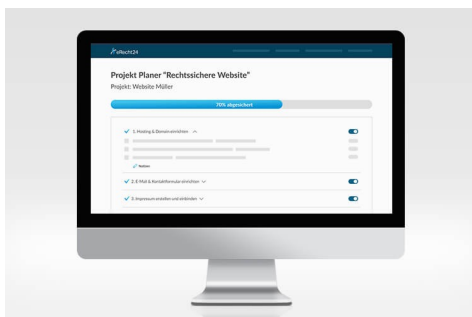 eRecht24
Projekt Planer "Rechtssichere Website"
Projekt: Website Müller
70% abgesichert
1. Hosting & Domain einrichten
Notizen
2. E-Mail & Kontaktformular einrichten
3. Impressum erstellen und einbinden